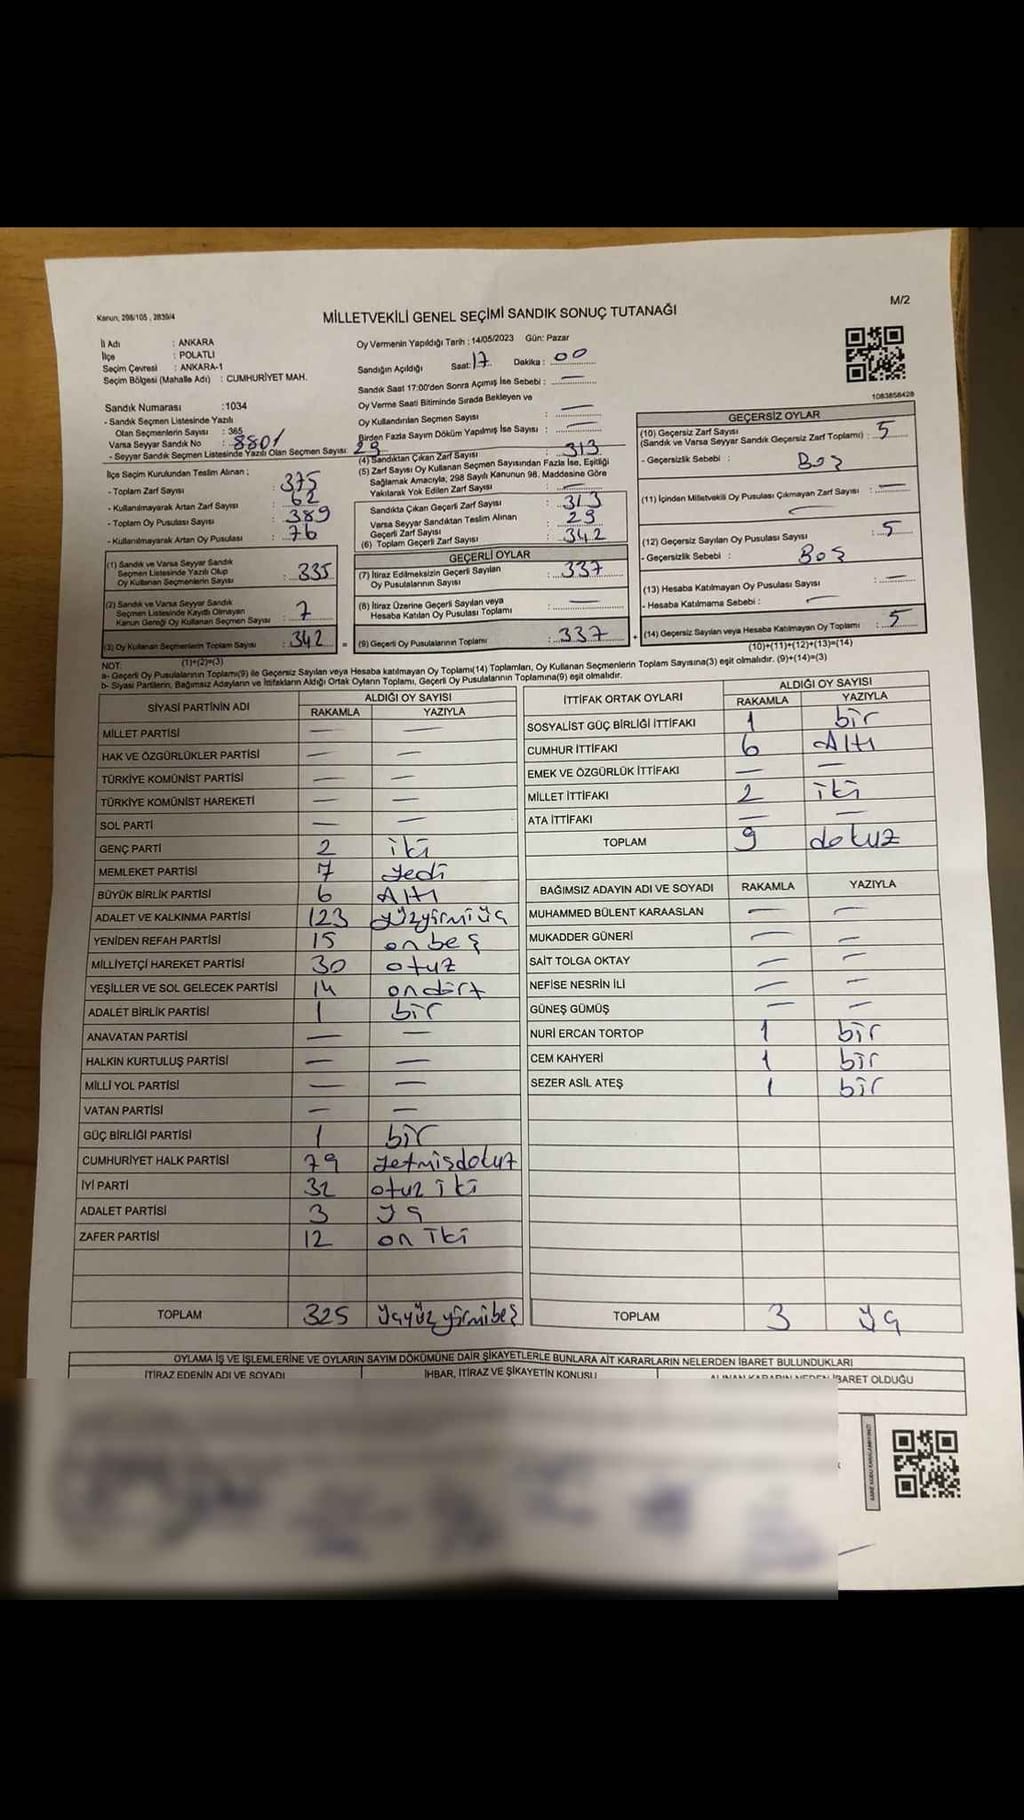 Kanun, 298/105 , 2839/4
MİLLETVEKİLİ GENEL SEÇİMİ SANDIK SONUÇ TUTANAĞI
M/2
İl Adı : ANKARA
İlçe : POLATLI
Seçim Çevresi : ANKARA-1
Seçim Bölgesi (Mahalle Adı) : CUMHURİYET MAH.
Sandık Numarası :1034
- Sandık Seçmen Listesinde Yazılı
Olan Seçmenlerin Sayısı : 365
Varsa Seyyar Sandık No : 8801
- Seyyar Sandık Seçmen Listesinde Yazılı Olan Seçmen Sayısı: 29
İlçe Seçim Kurulundan Teslim Alınan ;
- Toplam Zarf Sayısı : 375
- Kullanılmayarak Artan Zarf Sayısı : 62
- Toplam Oy Pusulası Sayısı : 389
- Kullanılmayarak Artan Oy Pusulası : 76
(1) Sandık ve Varsa Seyyar Sandık
Seçmen Listesinde Yazılı Olup
Oy Kullanan Seçmenlerin Sayısı : 335
(2) Sandık ve Varsa Seyyar Sandık
Seçmen Listesinde Kayıtlı Olmayan
Kanun Gereği Oy Kullanan Seçmen Sayısı : 7
(3) Oy Kullanan Seçmenlerin Toplam Sayısı : 342 =
(1)+(2)=(3)
Oy Vermenin Yapıldığı Tarih : 14/05/2023 Gün: Pazar
Sandığın Açıldığı Saat: 17 Dakika : 00
Sandık Saat 17:00'den Sonra Açımış İse Sebebi : —
Oy Verme Saati Bitiminde Sırada Bekleyen ve
Oy Kullandırılan Seçmen Sayısı : —
Birden Fazla Sayım Döküm Yapılmış İse Sayısı : —
(4) Sandıktan Çıkan Zarf Sayısı : 313
(5) Zarf Sayısı Oy Kullanan Seçmen Sayısından Fazla İse, Eşitliği
Sağlamak Amacıyla, 298 Sayılı Kanunun 98. Maddesine Göre
Yakılarak Yok Edilen Zarf Sayısı : —
Sandıkta Çıkan Geçerli Zarf Sayısı : 313
Varsa Seyyar Sandıktan Teslim Alınan
Geçerli Zarf Sayısı : 29
(6) Toplam Geçerli Zarf Sayısı : 342
GEÇERLİ OYLAR
(7) İtiraz Edilmeksizin Geçerli Sayılan
Oy Pusulalarının Sayısı : 337
(8) İtiraz Üzerine Geçerli Sayılan veya
Hesaba Katılan Oy Pusulası Toplamı : —
(9) Geçerli Oy Pusulalarının Toplamı : 337 +
1083858428
GEÇERSİZ OYLAR
(10) Geçersiz Zarf Sayısı
(Sandık ve Varsa Seyyar Sandık Geçersiz Zarf Toplamı) : 5
- Geçersizlik Sebebi : Boş
(11) İçinden Milletvekili Oy Pusulası Çıkmayan Zarf Sayısı : —
(12) Geçersiz Sayılan Oy Pusulası Sayısı : 5
- Geçersizlik Sebebi : Boş
(13) Hesaba Katılmayan Oy Pusulası Sayısı : —
- Hesaba Katılmama Sebebi : —
(14) Geçersiz Sayılan veya Hesaba Katılmayan Oy Toplamı : 5
(10)+(11)+(12)+(13)=(14)
NOT:
a- Geçerli Oy Pusulalarının Toplamı(9) ile Geçersiz Sayılan veya Hesaba katılmayan Oy Toplamı(14) Toplamları, Oy Kullanan Seçmenlerin Toplam Sayısına(3) eşit olmalıdır. (9)+(14)=(3)
b- Siyasi Partilerin, Bağımsız Adayların ve İttifakların Aldığı Ortak Oyların Toplamı, Geçerli Oy Pusulalarının Toplamına(9) eşit olmalıdır.
SİYASİ PARTİNİN ADI ALDIĞI OY SAYISI
RAKAMLA YAZIYLA
MİLLET PARTİSİ — —
HAK VE ÖZGÜRLÜKLER PARTİSİ — —
TÜRKİYE KOMÜNİST PARTİSİ — —
TÜRKİYE KOMÜNİST HAREKETİ — —
SOL PARTİ — —
GENÇ PARTİ 2 iki
MEMLEKET PARTİSİ 7 yedi
BÜYÜK BİRLİK PARTİSİ 6 Altı
ADALET VE KALKINMA PARTİSİ 123 yüzyirmiüç
YENİDEN REFAH PARTİSİ 15 onbeş
MİLLİYETÇİ HAREKET PARTİSİ 30 otuz
YEŞİLLER VE SOL GELECEK PARTİSİ 14 ondört
ADALET BİRLİK PARTİSİ 1 bir
ANAVATAN PARTİSİ — —
HALKIN KURTULUŞ PARTİSİ — —
MİLLİ YOL PARTİSİ — —
VATAN PARTİSİ — —
GÜÇ BİRLİĞİ PARTİSİ 1 bir
CUMHURİYET HALK PARTİSİ 79 yetmişdokuz
İYİ PARTİ 32 otuz iki
ADALET PARTİSİ 3 üç
ZAFER PARTİSİ 12 on iki
TOPLAM 325 üçyüzyirmibeş
İTTİFAK ORTAK OYLARI ALDIĞI OY SAYISI
RAKAMLA YAZIYLA
SOSYALİST GÜÇ BİRLİĞİ İTTİFAKI 1 bir
CUMHUR İTTİFAKI 6 Altı
EMEK VE ÖZGÜRLÜK İTTİFAKI — —
MİLLET İTTİFAKI 2 iki
ATA İTTİFAKI — —
TOPLAM 9 dokuz
BAĞIMSIZ ADAYIN ADI VE SOYADI RAKAMLA YAZIYLA
MUHAMMED BÜLENT KARAASLAN — —
MUKADDER GÜNERİ — —
SAİT TOLGA OKTAY — —
NEFİSE NESRİN İLİ — —
GÜNEŞ GÜMÜŞ — —
NURİ ERCAN TORTOP 1 bir
CEM KAHYERİ 1 bir
SEZER ASİL ATEŞ 1 bir
TOPLAM 3 üç
OYLAMA İŞ VE İŞLEMLERİNE VE OYLARIN SAYIM DÖKÜMÜNE DAİR ŞİKAYETLERLE BUNLARA AİT KARARLARIN NELERDEN İBARET BULUNDUKLARI
İTİRAZ EDENİN ADI VE SOYADI İHBAR, İTİRAZ VE ŞİKAYETİN KONUSU ALINAN KARARIN NEDEN İBARET OLDUĞU